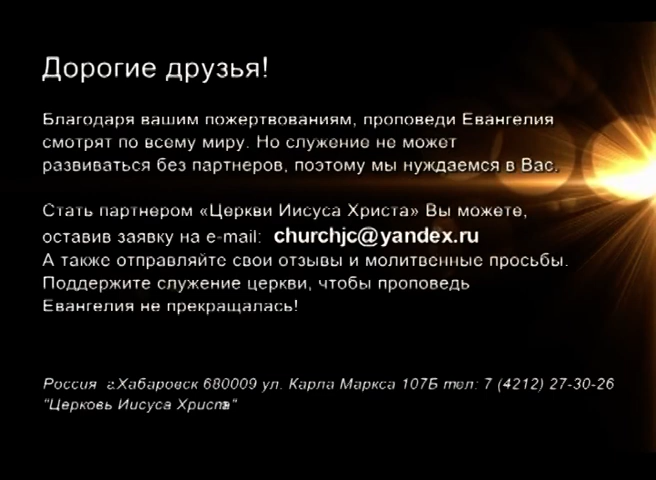 Дорогие друзья!
Благодаря вашим пожертвованиям, проповеди Евангелия
смотрят по всему миру. Но служение не может
развиваться без партнеров, поэтому мы нуждаемся в Вас.
Стать партнером «Церкви Иисуса Христа» Вы можете,
оставив заявку на e-mail: churchjc@yandex.ru
А также отправляйте свои отзывы и молитвенные просьбы.
Поддержите служение церкви, чтобы проповедь
Евангелия не прекращалась!
Россия г.Хабаровск 680009 ул. Карла Маркса 107Б тел: 7 (4212) 27-30-26
"Церковь Иисуса Христа"